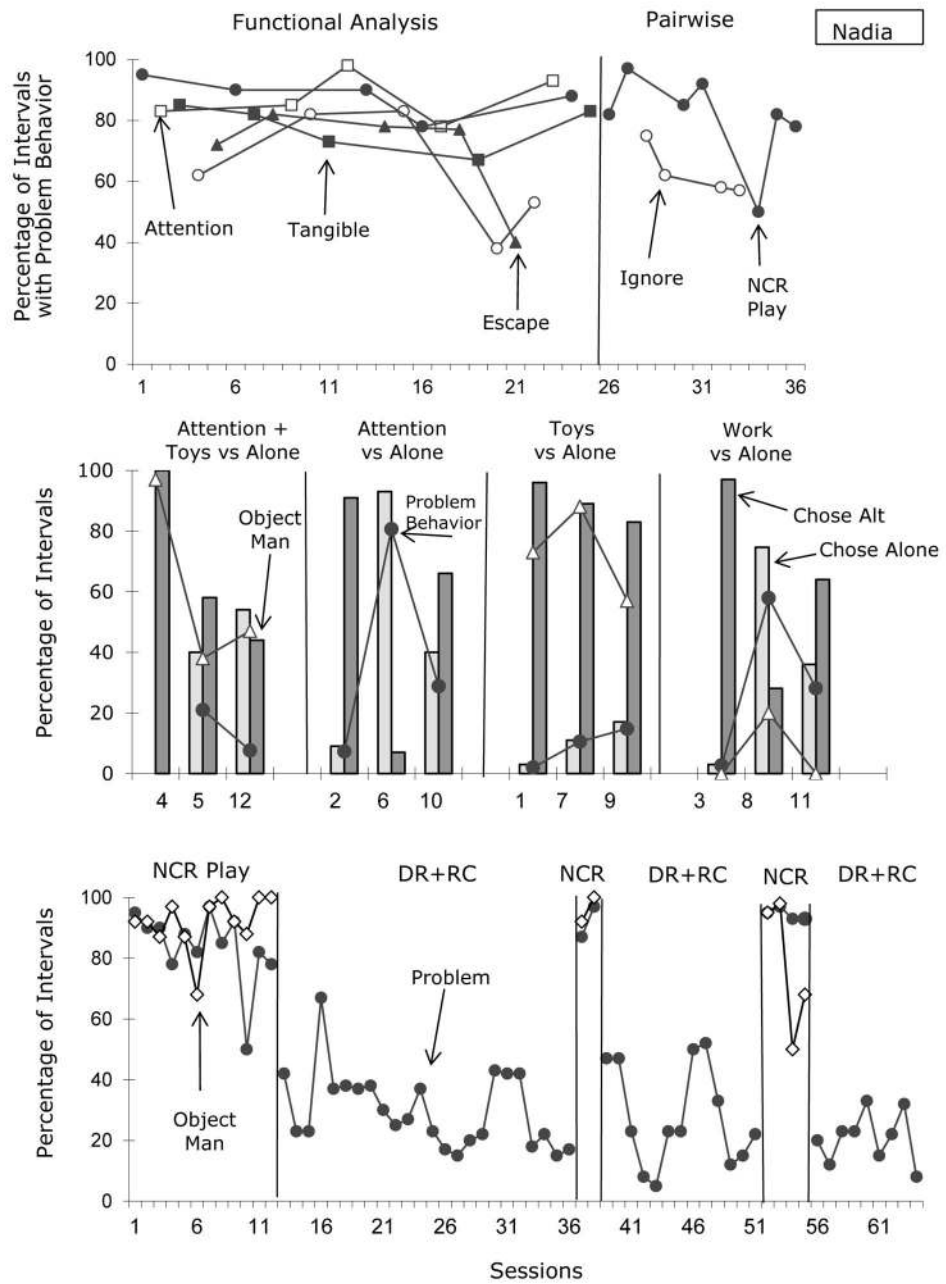 Functional Analysis
Pairwise
Nadia
Percentage of Intervals
with Problem Behavior
100
80
60
40
20
0
Attention
Tangible
Escape
Ignore
NCR
Play
1 6 11 16 21 26 31 36
Attention +
Toys vs Alone
Attention
vs Alone
Toys
vs Alone
Work
vs Alone
Percentage of Intervals
100
80
60
40
20
0
Object
Man
Problem
Behavior
Chose Alt
Chose Alone
4 5 12 2 6 10 1 7 9 3 8 11
NCR Play
DR+RC
NCR
DR+RC
NCR
DR+RC
Percentage of Intervals
100
80
60
40
20
0
Problem
Object
Man
1 6 11 16 21 26 31 36 41 46 51 56 61
Sessions